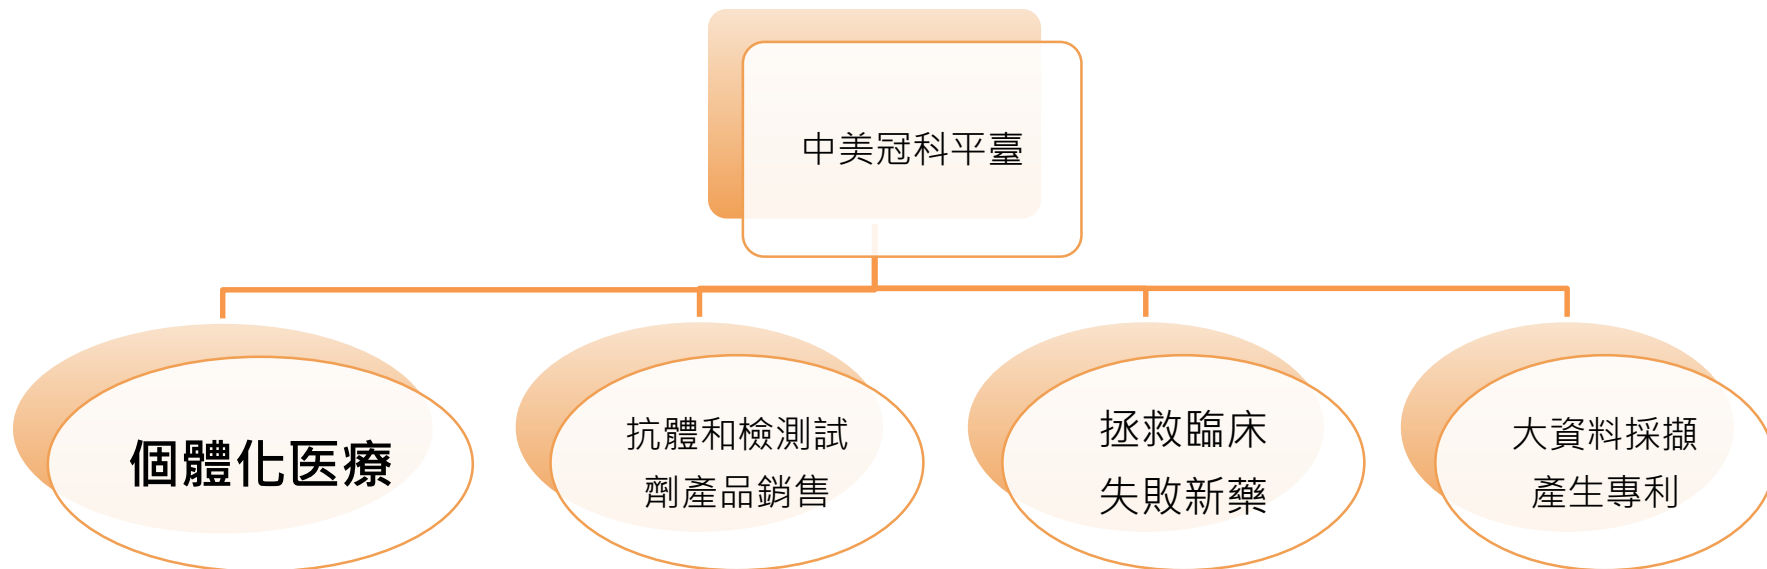 中美冠科平臺
個體化医療
抗體和檢測試
劑產品銷售
拯救臨床
失敗新藥
大資料採擷
產生專利